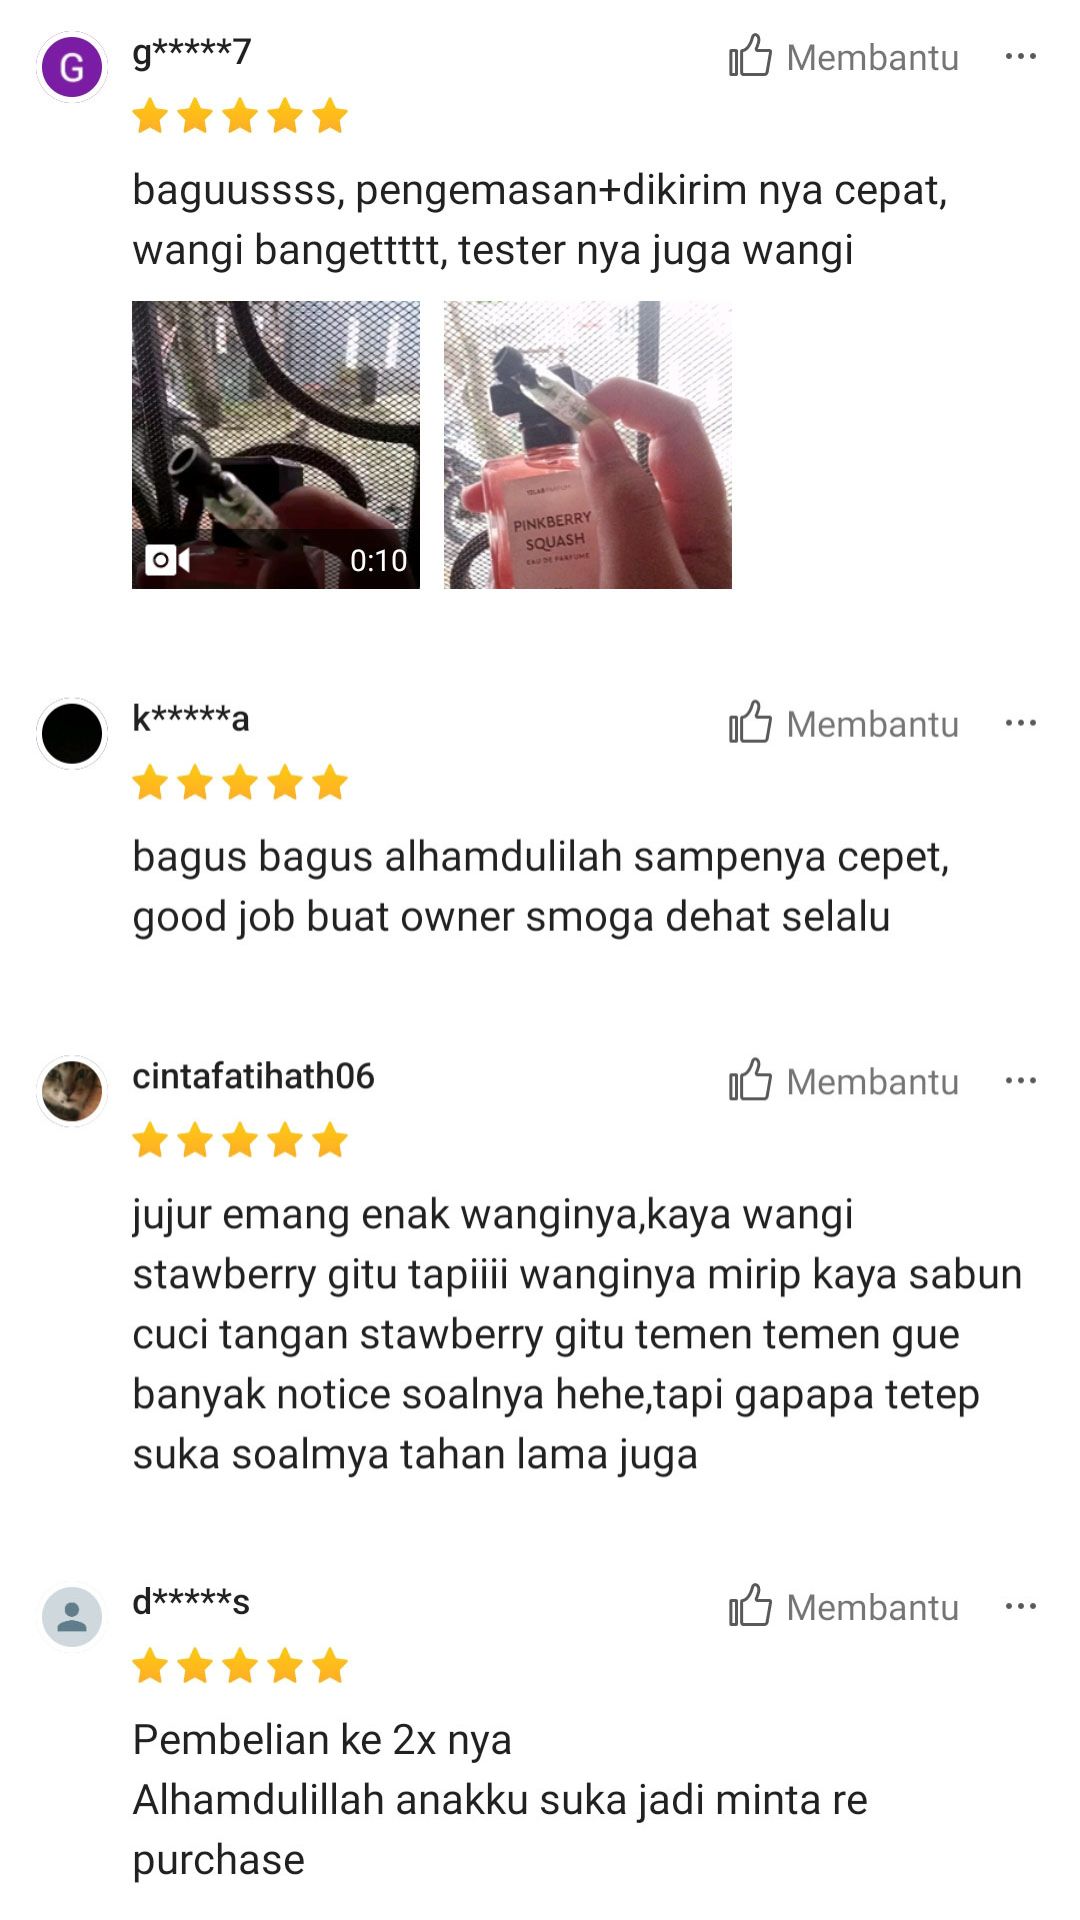 G
g*****7
Membantu
baguussss, pengemasan+dikirim nya cepat,
wangi bangettttt, tester nya juga wangi
0:10
PINKBERRY
SQUASH
EAU DE PARFUME
k*****a
Membantu
bagus bagus alhamdulilah sampenya cepet,
good job buat owner smoga dehat selalu
cintafatihath06
Membantu
jujur emang enak wanginya,kaya wangi
stawberry gitu tapiiii wanginya mirip kaya sabun
cuci tangan stawberry gitu temen temen gue
banyak notice soalnya hehe,tapi gapapa tetep
suka soalmya tahan lama juga
d*****s
Membantu
Pembelian ke 2x nya
Alhamdulillah anakku suka jadi minta re
purchase